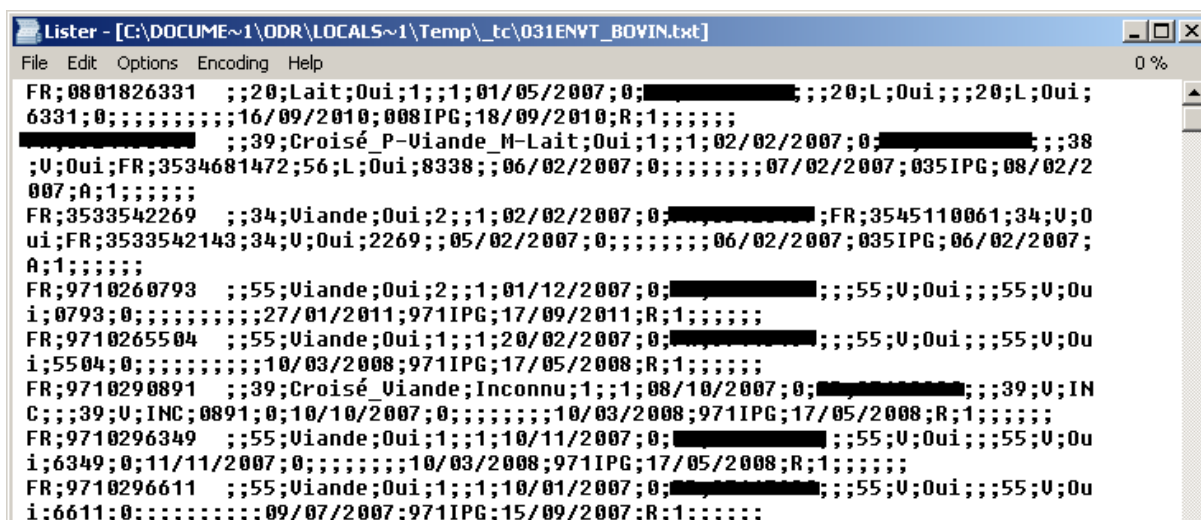 Lister - [C:\DOCUME~1\ODR\LOCALS~1\Temp\_tc\031ENVT_BOVIN.txt]
File Edit Options Encoding Help 0 %
FR;0801826331 ;;20;Lait;Oui;1;;1;01/05/2007;0; ;;;20;L;Oui;;;20;L;Oui;
6331;0;;;;;;;;;;16/09/2010;008IPG;18/09/2010;R;1;;;;;;
;;39;Croisé_P-Viande_M-Lait;Oui;1;;1;02/02/2007;0; ;;;38
;V;Oui;FR;3534681472;56;L;Oui;8338;;06/02/2007;0;;;;;;;;07/02/2007;035IPG;08/02/2
007;A;1;;;;;;
FR;3533542269 ;;34;Viande;Oui;2;;1;02/02/2007;0; ;FR;3545110061;34;V;O
ui;FR;3533542143;34;V;Oui;2269;;05/02/2007;0;;;;;;;;06/02/2007;035IPG;06/02/2007;
A;1;;;;;;
FR;9710260793 ;;55;Viande;Oui;2;;1;01/12/2007;0; ;;;55;V;Oui;;;55;V;Ou
i;0793;0;;;;;;;;;;27/01/2011;971IPG;17/09/2011;R;1;;;;;;
FR;9710265504 ;;55;Viande;Oui;1;;1;20/02/2007;0; ;;;55;V;Oui;;;55;V;Ou
i;5504;0;;;;;;;;;;10/03/2008;971IPG;17/05/2008;R;1;;;;;;
FR;9710290891 ;;39;Croisé_Viande;Inconnu;1;;1;08/10/2007;0; ;;;39;V;IN
C;;;39;V;INC;0891;0;10/10/2007;0;;;;;;;;10/03/2008;971IPG;17/05/2008;R;1;;;;;;
FR;9710296349 ;;55;Viande;Oui;1;;1;10/11/2007;0; ;;;55;V;Oui;;;55;V;Ou
i;6349;0;11/11/2007;0;;;;;;;;10/03/2008;971IPG;17/05/2008;R;1;;;;;;
FR;9710296611 ;;55;Viande;Oui;1;;1;10/01/2007;0; ;;;55;V;Oui;;;55;V;Ou
i;6611;0;;;;;;;;;;09/07/2007;971IPG;15/09/2007;R;1;;;;;;